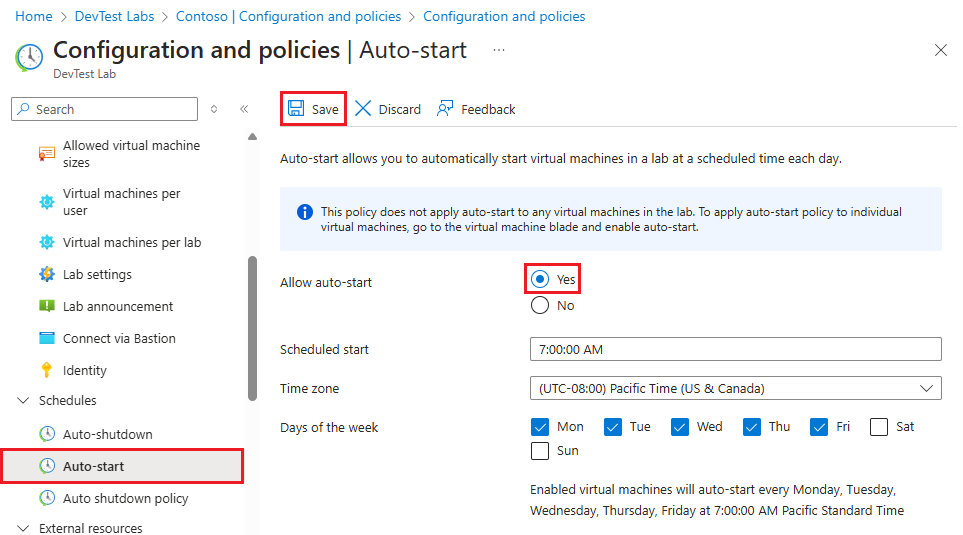 Home > DevTest Labs > Contoso | Configuration and policies > Configuration and policies
Configuration and policies | Auto-start ...
DevTest Lab
Search
Allowed virtual machine
sizes
Virtual machines per
user
Virtual machines per lab
Lab settings
Lab announcement
Connect via Bastion
Identity
Schedules
Auto-shutdown
Auto-start
Auto shutdown policy
External resources
Save Discard Feedback
Auto-start allows you to automatically start virtual machines in a lab at a scheduled time each day.
This policy does not apply auto-start to any virtual machines in the lab. To apply auto-start policy to individual
virtual machines, go to the virtual machine blade and enable auto-start.
Allow auto-start
Yes
No
Scheduled start
7:00:00 AM
Time zone
(UTC-08:00) Pacific Time (US & Canada)
Days of the week
Mon Tue Wed Thu Fri Sat
Sun
Enabled virtual machines will auto-start every Monday, Tuesday,
Wednesday, Thursday, Friday at 7:00:00 AM Pacific Standard Time